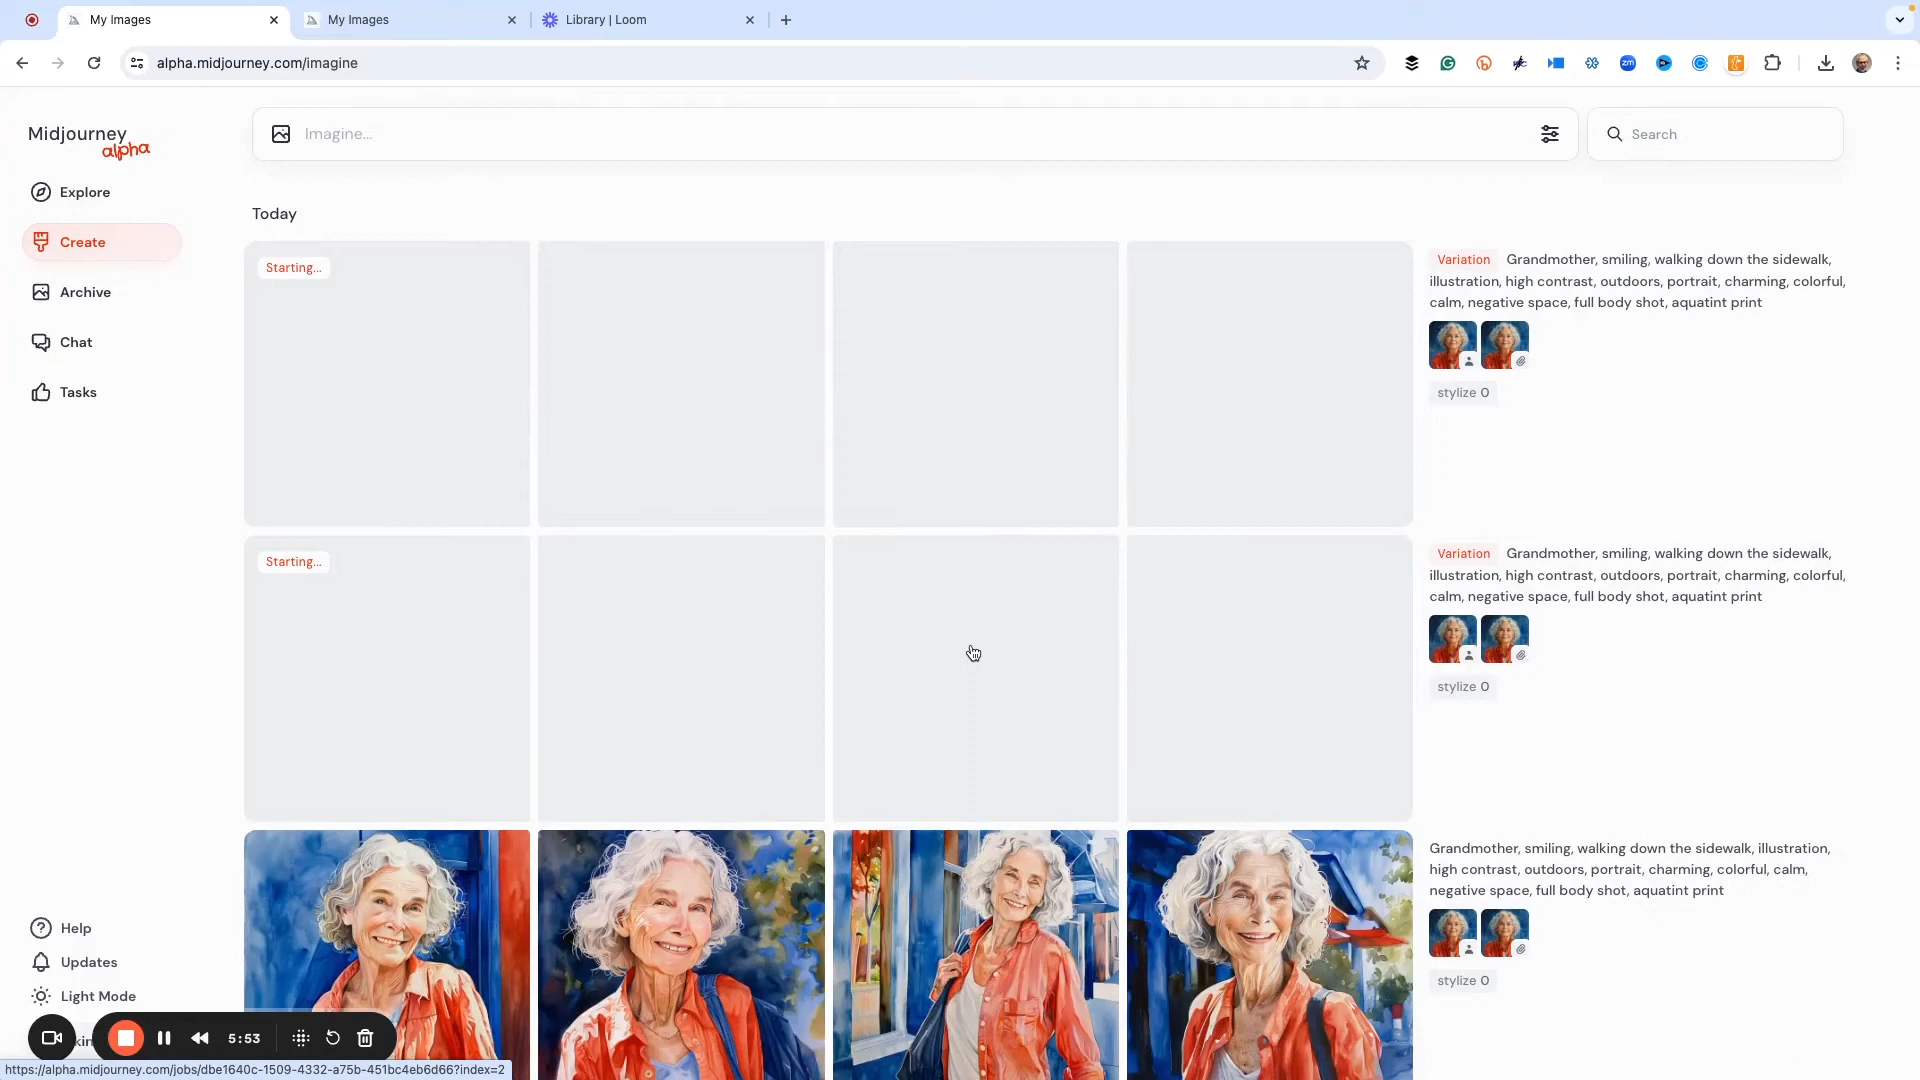 My Images
My Images
Library | Loom
alpha.midjourney.com/imagine
zm
Midjourney
alpha
Imagine...
Search
Explore
Create
Archive
Chat
Tasks
Today
Starting...
Variation Grandmother, smiling, walking down the sidewalk,
illustration, high contrast, outdoors, portrait, charming, colorful,
calm, negative space, full body shot, aquatint print
stylize 0
Starting...
Variation Grandmother, smiling, walking down the sidewalk,
illustration, high contrast, outdoors, portrait, charming, colorful,
calm, negative space, full body shot, aquatint print
stylize 0
Grandmother, smiling, walking down the sidewalk, illustration,
high contrast, outdoors, portrait, charming, colorful, calm,
negative space, full body shot, aquatint print
stylize 0
Help
Updates
Light Mode
5:53
https://alpha.midjourney.com/jobs/dbe1640c-1509-4332-a75b-451bc4eb6d66?index=2